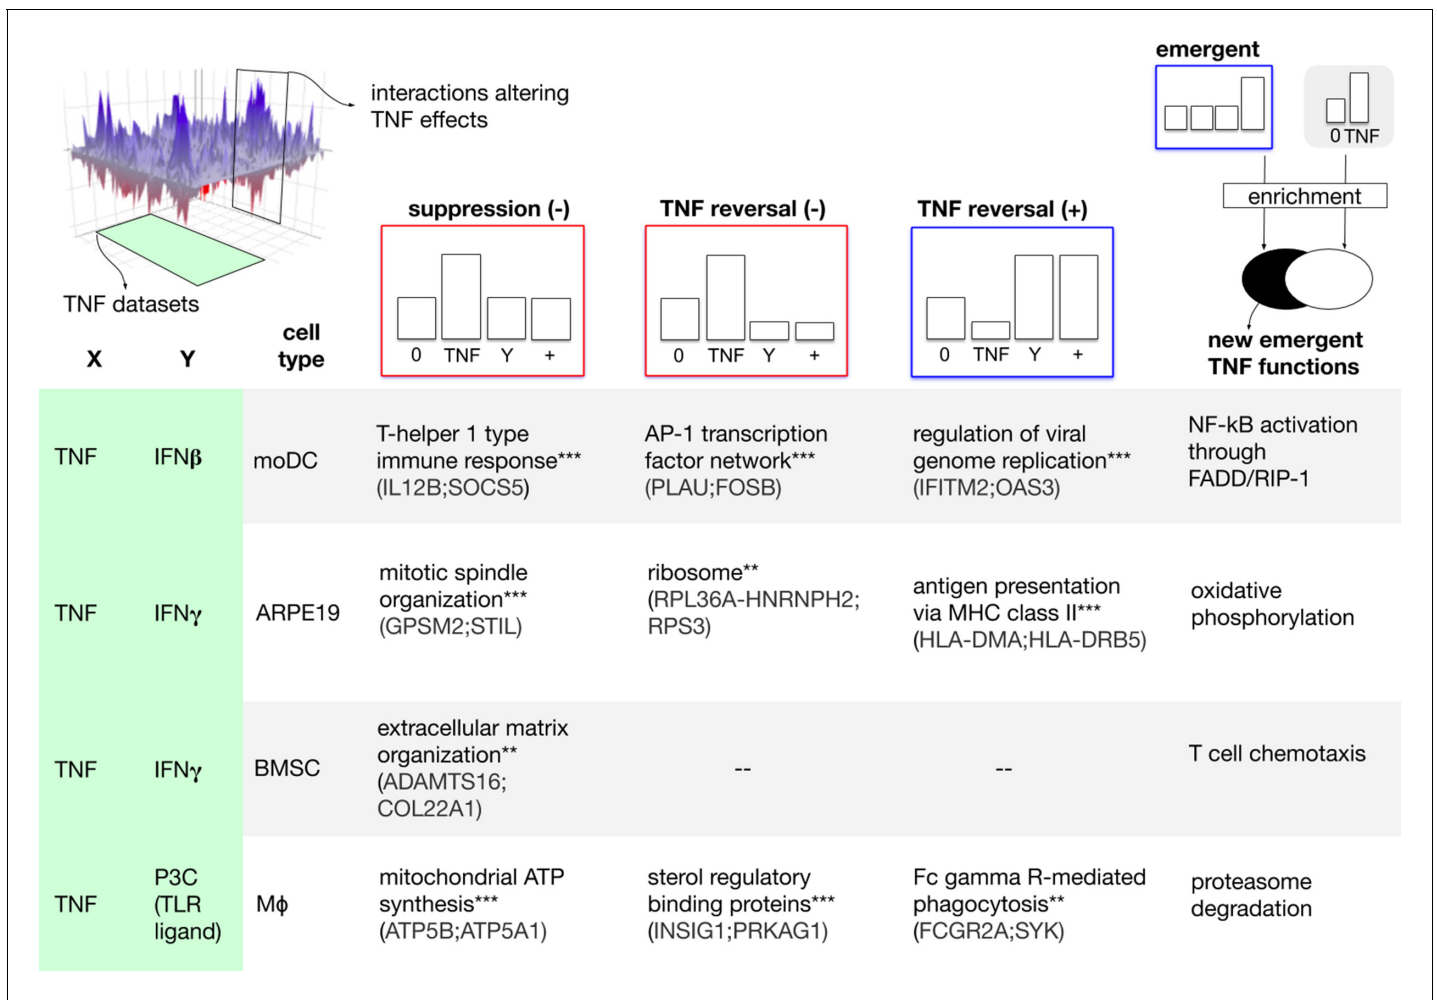 emergent
interactions altering
TNF effects
0 TNF
enrichment
suppression (-)
TNF reversal (-)
TNF reversal (+)
TNF datasets
0 TNF Y +
0 TNF Y +
0 TNF Y +
new emergent
TNF functions
X
Y
cell
type
TNF
IFNβ
moDC
T-helper 1 type
immune response***
(IL12B;SOCS5)
AP-1 transcription
factor network***
(PLAU;FOSB)
regulation of viral
genome replication***
(IFITM2;OAS3)
NF-kB activation
through
FADD/RIP-1
TNF
IFNγ
ARPE19
mitotic spindle
organization***
(GPSM2;STIL)
ribosome**
(RPL36A-HNRNPH2;
RPS3)
antigen presentation
via MHC class II***
(HLA-DMA;HLA-DRB5)
oxidative
phosphorylation
TNF
IFNγ
BMSC
extracellular matrix
organization**
(ADAMTS16;
COL22A1)
--
--
T cell chemotaxis
TNF
P3C
(TLR
ligand)
Mϕ
mitochondrial ATP
synthesis***
(ATP5B;ATP5A1)
sterol regulatory
binding proteins***
(INSIG1;PRKAG1)
Fc gamma R-mediated
phagocytosis**
(FCGR2A;SYK)
proteasome
degradation